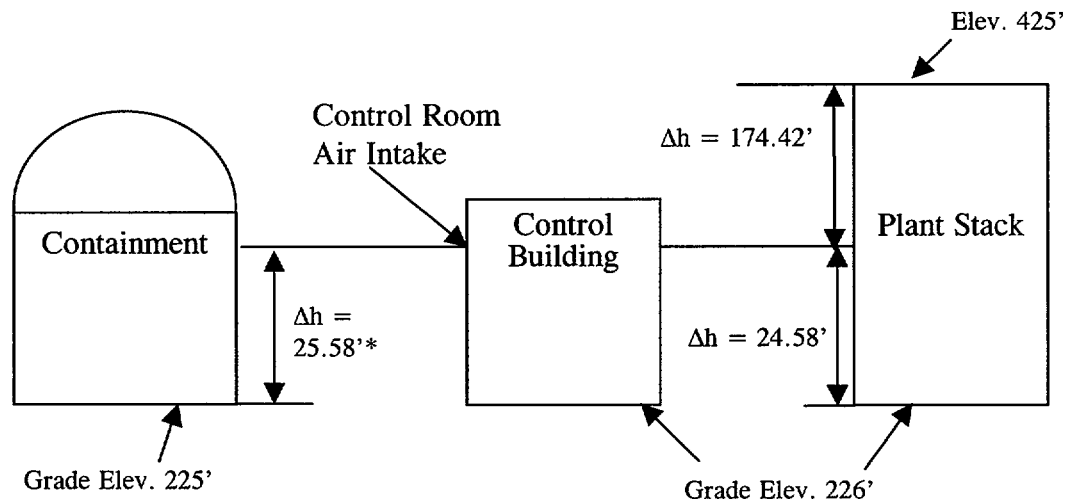 Elev. 425’
Control Room
Air Intake
Δh = 174.42’
Containment
Control
Building
Plant Stack
Δh =
25.58’*
Δh = 24.58’
Grade Elev. 225’
Grade Elev. 226’